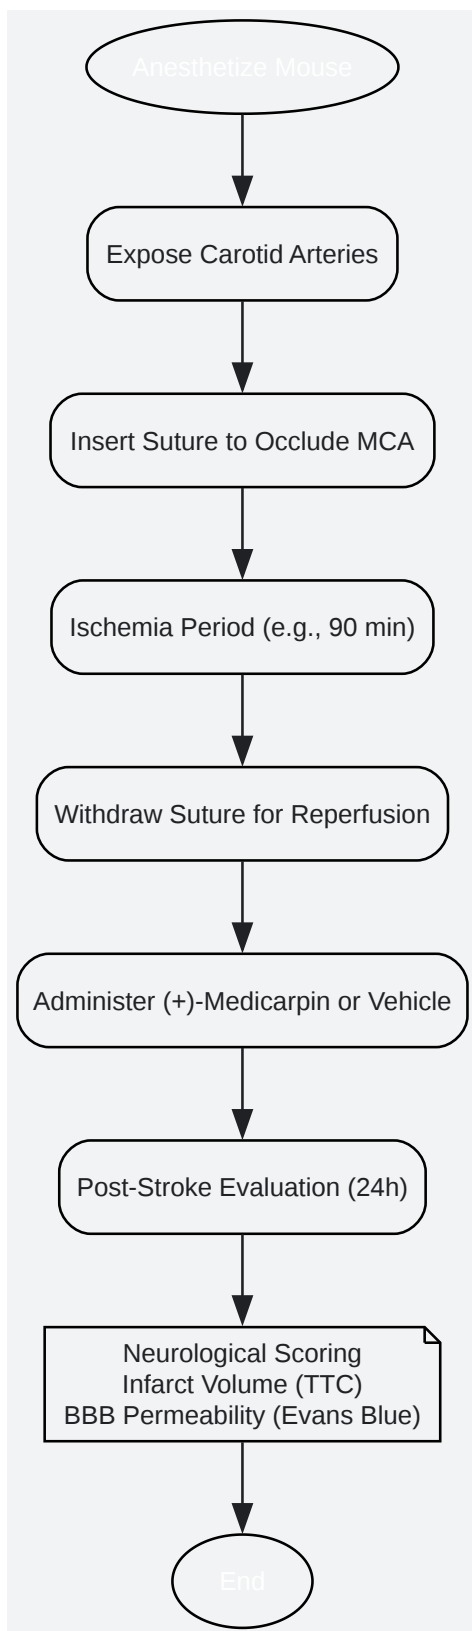 Anesthetize Mouse
Expose Carotid Arteries
Insert Suture to Occlude MCA
Ischemia Period (e.g., 90 min)
Withdraw Suture for Reperfusion
Administer (+)-Medicarpin or Vehicle
Post-Stroke Evaluation (24h)
Neurological Scoring
Infarct Volume (TTC)
BBB Permeability (Evans Blue)
End